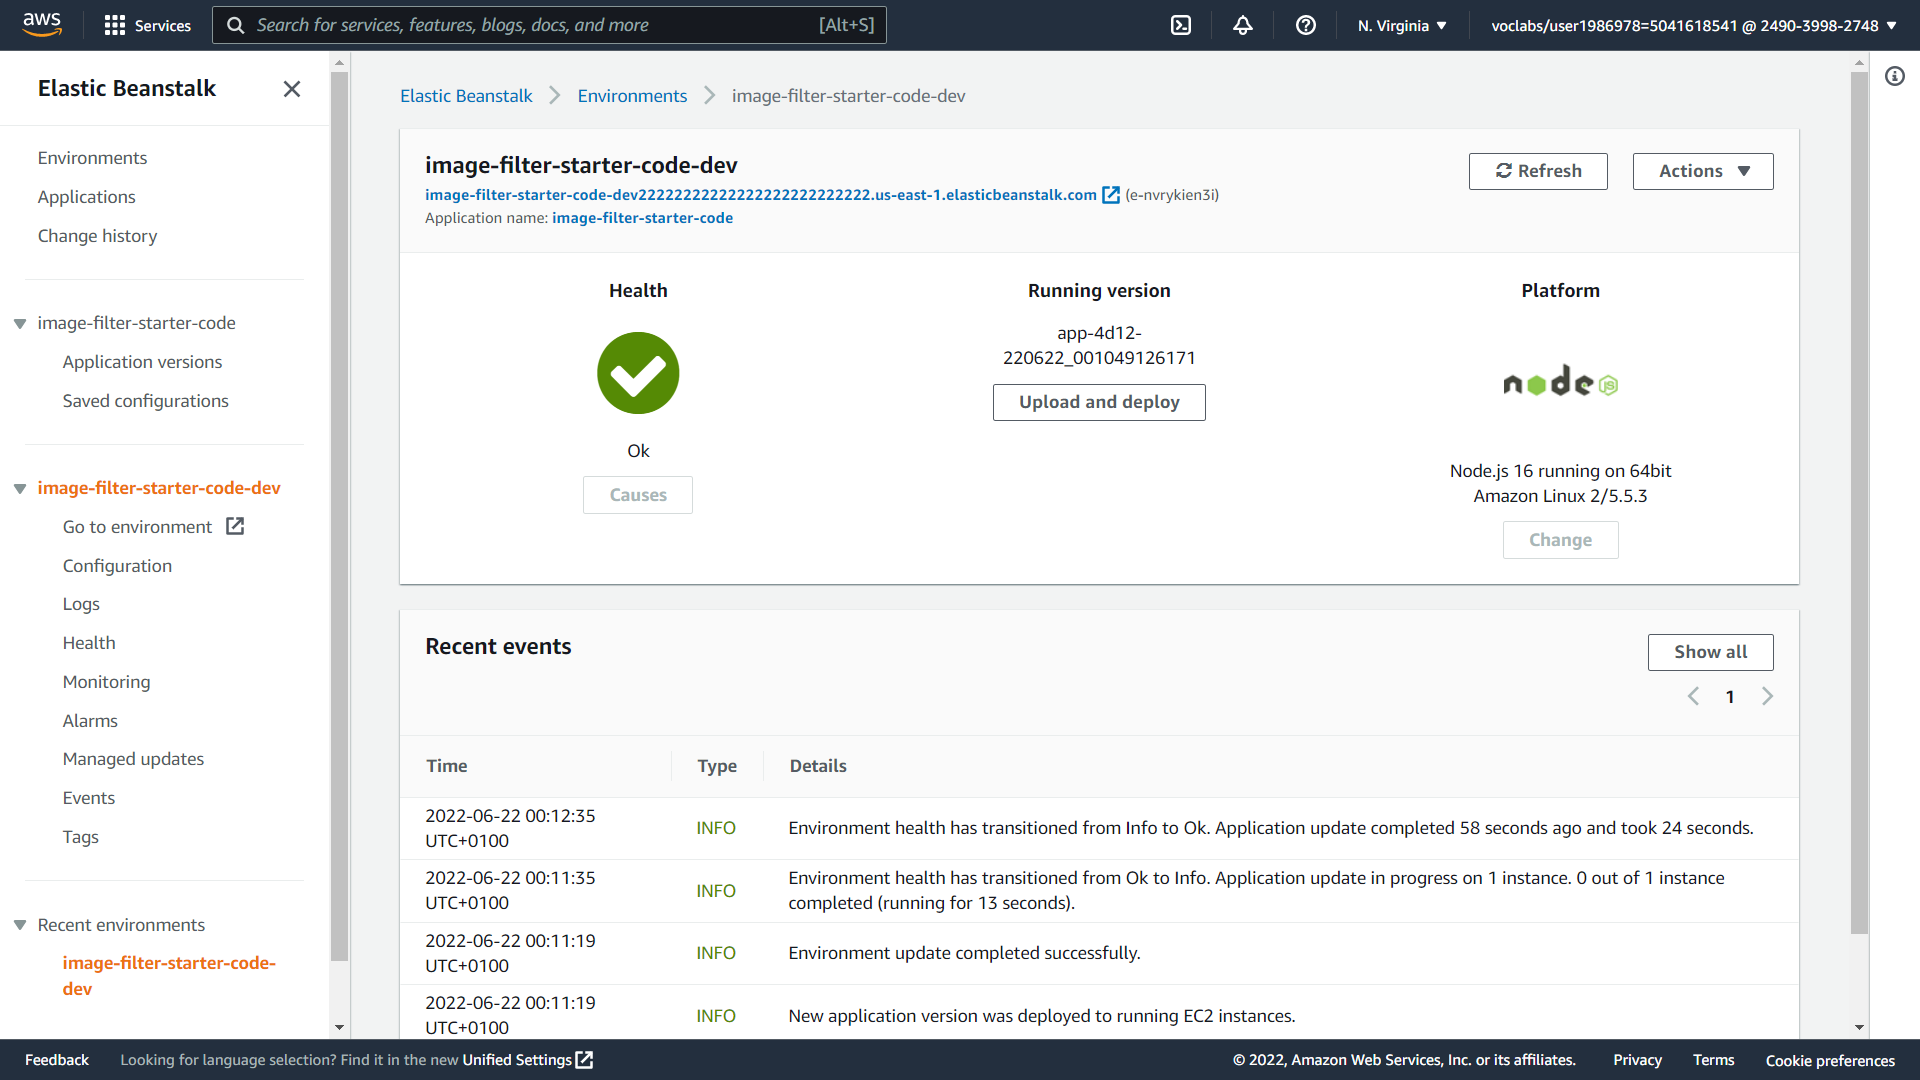 aws
Services
Search for services, features, blogs, docs, and more [Alt+S]
N. Virginia
voclabs/user1986978=5041618541 @ 2490-3998-2748
Elastic Beanstalk
Environments
Applications
Change history
image-filter-starter-code
Application versions
Saved configurations
image-filter-starter-code-dev
Go to environment
Configuration
Logs
Health
Monitoring
Alarms
Managed updates
Events
Tags
Recent environments
image-filter-starter-code-
dev
Elastic Beanstalk Environments image-filter-starter-code-dev
image-filter-starter-code-dev
(e-nvrykien3i)
Application name: image-filter-starter-code
Refresh
Actions
Health
Ok
Causes
Running version
app-4d12-
220622_001049126171
Upload and deploy
Platform
node JS
Node.js 16 running on 64bit
Amazon Linux 2/5.5.3
Change
Recent events
Show all
1
Time Type Details
2022-06-22 00:12:35
UTC+0100
INFO
Environment health has transitioned from Info to Ok. Application update completed 58 seconds ago and took 24 seconds.
2022-06-22 00:11:35
UTC+0100
INFO
Environment health has transitioned from Ok to Info. Application update in progress on 1 instance. 0 out of 1 instance
completed (running for 13 seconds).
2022-06-22 00:11:19
UTC+0100
INFO
Environment update completed successfully.
2022-06-22 00:11:19
UTC+0100
INFO
New application version was deployed to running EC2 instances.
Feedback
Looking for language selection? Find it in the new Unified Settings
© 2022, Amazon Web Services, Inc. or its affiliates.
Privacy
Terms
Cookie preferences